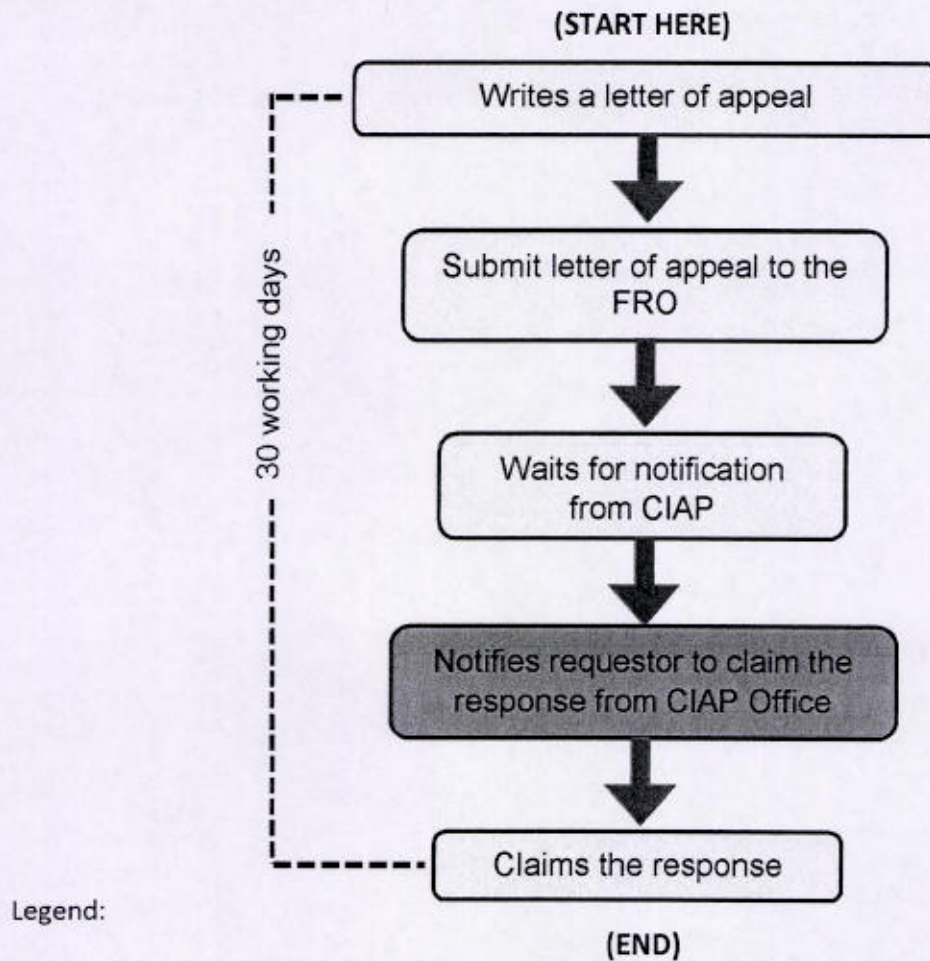 (START HERE)
Writes a letter of appeal
Submit letter of appeal to the
FRO
30 working days
Waits for notification
from CIAP
Notifies requestor to claim the
response from CIAP Office
Claims the response
Legend:
(END)